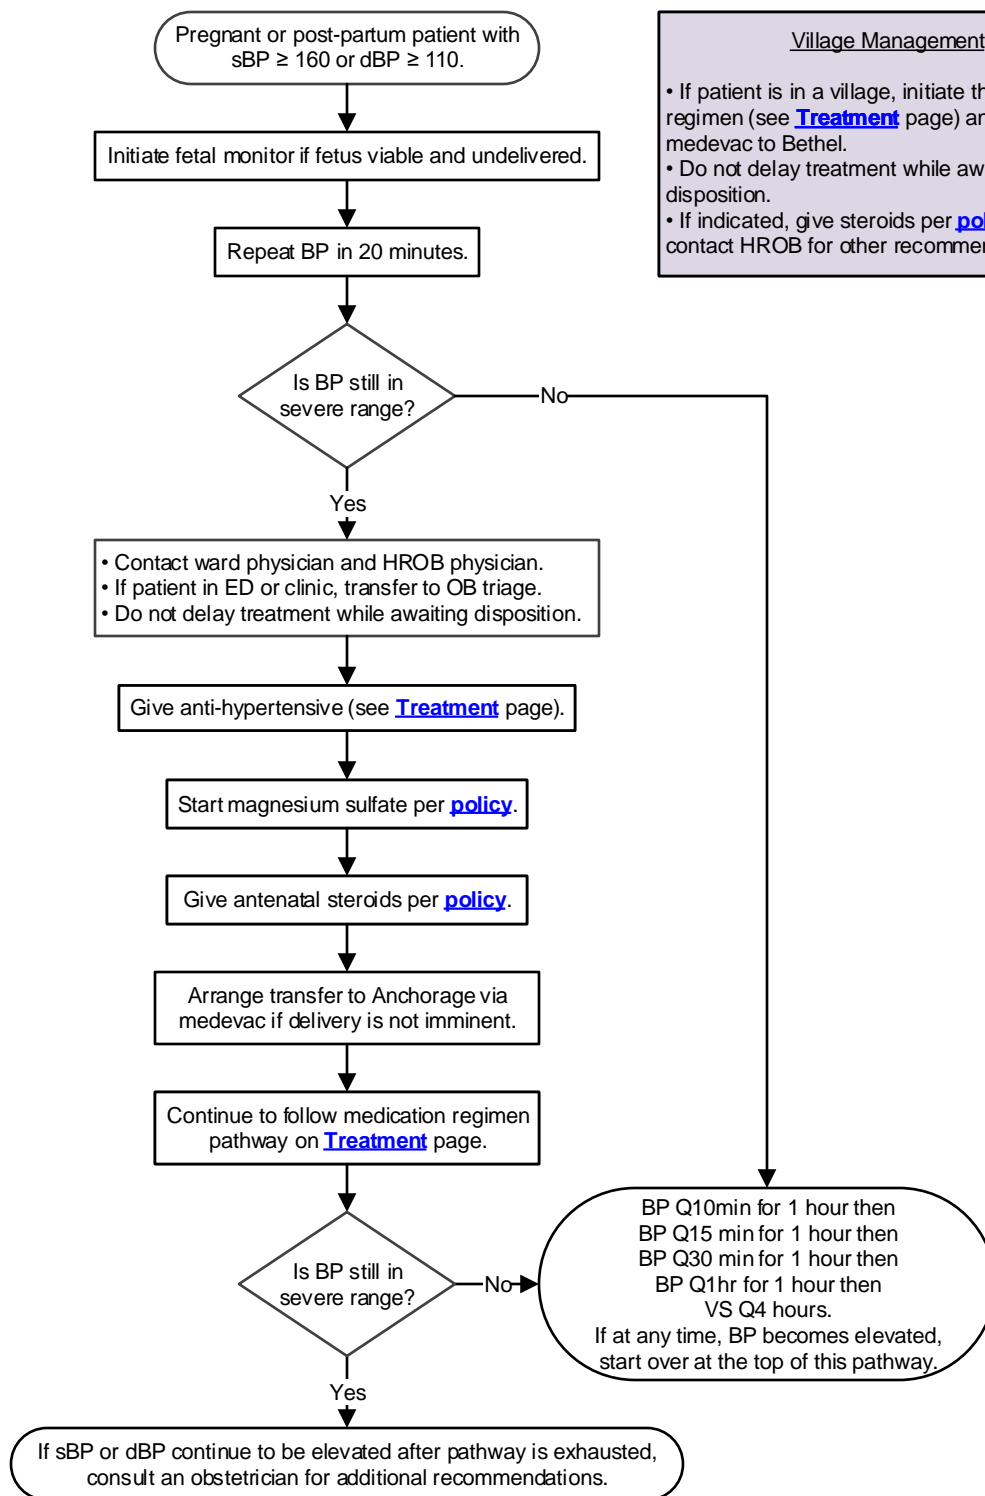 Pregnant or post-partum patient with
sBP ≥ 160 or dBP ≥ 110.
Initiate fetal monitor if fetus viable and undelivered.
Repeat BP in 20 minutes.
Is BP still in
severe range?
No
Yes
• Contact ward physician and HROB physician.
• If patient in ED or clinic, transfer to OB triage.
• Do not delay treatment while awaiting disposition.
Give anti-hypertensive (see Treatment page).
Start magnesium sulfate per policy.
Give antenatal steroids per policy.
Arrange transfer to Anchorage via
medevac if delivery is not imminent.
Continue to follow medication regimen
pathway on Treatment page.
Is BP still in
severe range?
No
Yes
If sBP or dBP continue to be elevated after pathway is exhausted,
consult an obstetrician for additional recommendations.
BP Q10min for 1 hour then
BP Q15 min for 1 hour then
BP Q30 min for 1 hour then
BP Q1hr for 1 hour then
VS Q4 hours.
If at any time, BP becomes elevated,
start over at the top of this pathway.
Village Management
• If patient is in a village, initiate
regimen (see Treatment page)
medevac to Bethel.
• Do not delay treatment while
disposition.
• If indicated, give steroids per
contact HROB for other